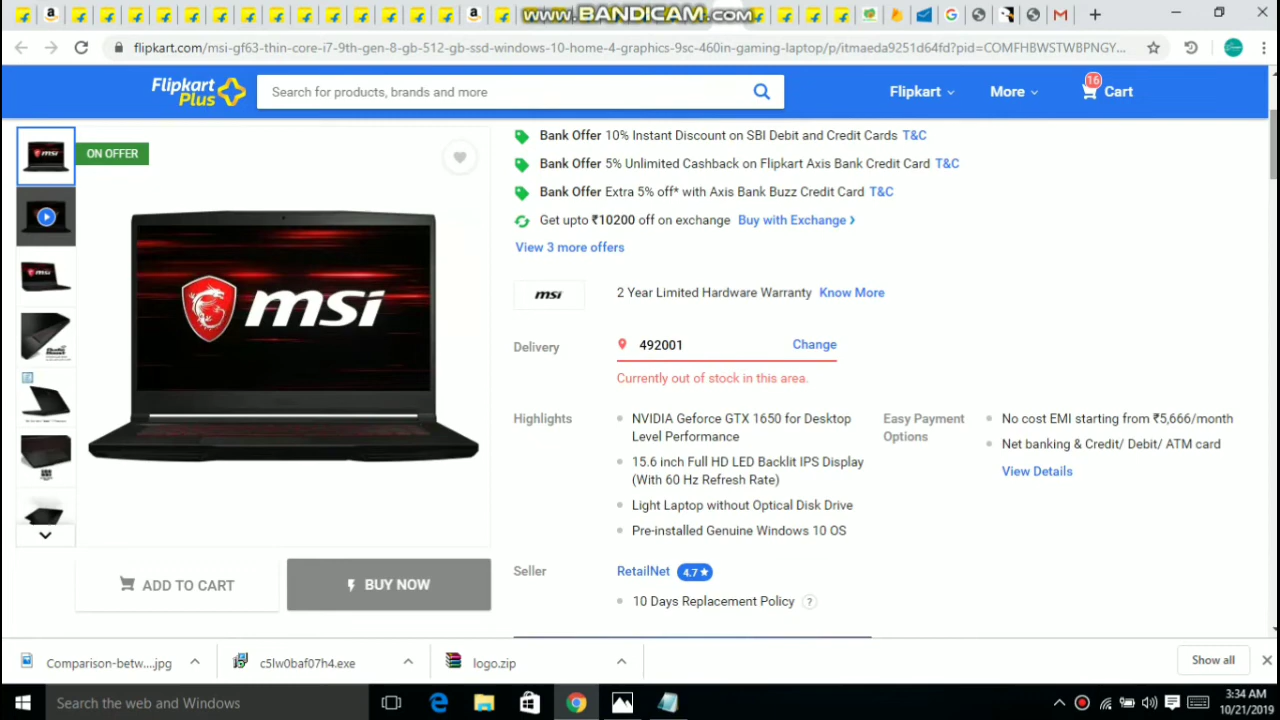 www.BANDICAM.com
flipkart.com/msi-gf63-thin-core-i7-9th-gen-8-gb-512-gb-ssd-windows-10-home-4-graphics-9sc-460in-gaming-laptop/p/itmaeda9251d64fd?pid=COMFHBWSTWBPNGY...
Flipkart
Plus
Search for products, brands and more
Flipkart
More
16
Cart
ON OFFER
msi
msi
Bank Offer 10% Instant Discount on SBI Debit and Credit Cards T&C
Bank Offer 5% Unlimited Cashback on Flipkart Axis Bank Credit Card T&C
Bank Offer Extra 5% off* with Axis Bank Buzz Credit Card T&C
Get upto ₹10200 off on exchange Buy with Exchange ›
View 3 more offers
msi
2 Year Limited Hardware Warranty Know More
Delivery
492001
Change
Currently out of stock in this area.
Highlights
NVIDIA Geforce GTX 1650 for Desktop
Level Performance
15.6 inch Full HD LED Backlit IPS Display
(With 60 Hz Refresh Rate)
Light Laptop without Optical Disk Drive
Pre-installed Genuine Windows 10 OS
Easy Payment
Options
No cost EMI starting from ₹5,666/month
Net banking & Credit/ Debit/ ATM card
View Details
Seller
RetailNet 4.7★
10 Days Replacement Policy ?
ADD TO CART
BUY NOW
Comparison-betw....jpg
c5lw0baf07h4.exe
logo.zip
Show all
Search the web and Windows
3:34 AM
10/21/2019